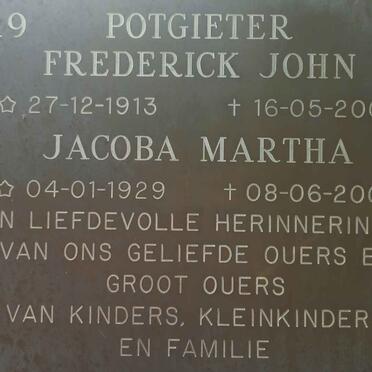 19 POTGIETER
FREDERICK JOHN
☆ 27-12-1913 † 16-05-200
JACOBA MARTHA
☆ 04-01-1929 † 08-06-200
N LIEFDEVOLLE HERINNERIN
VAN ONS GELIEFDE OUERS E
GROOT OUERS
VAN KINDERS, KLEINKINDER
EN FAMILIE